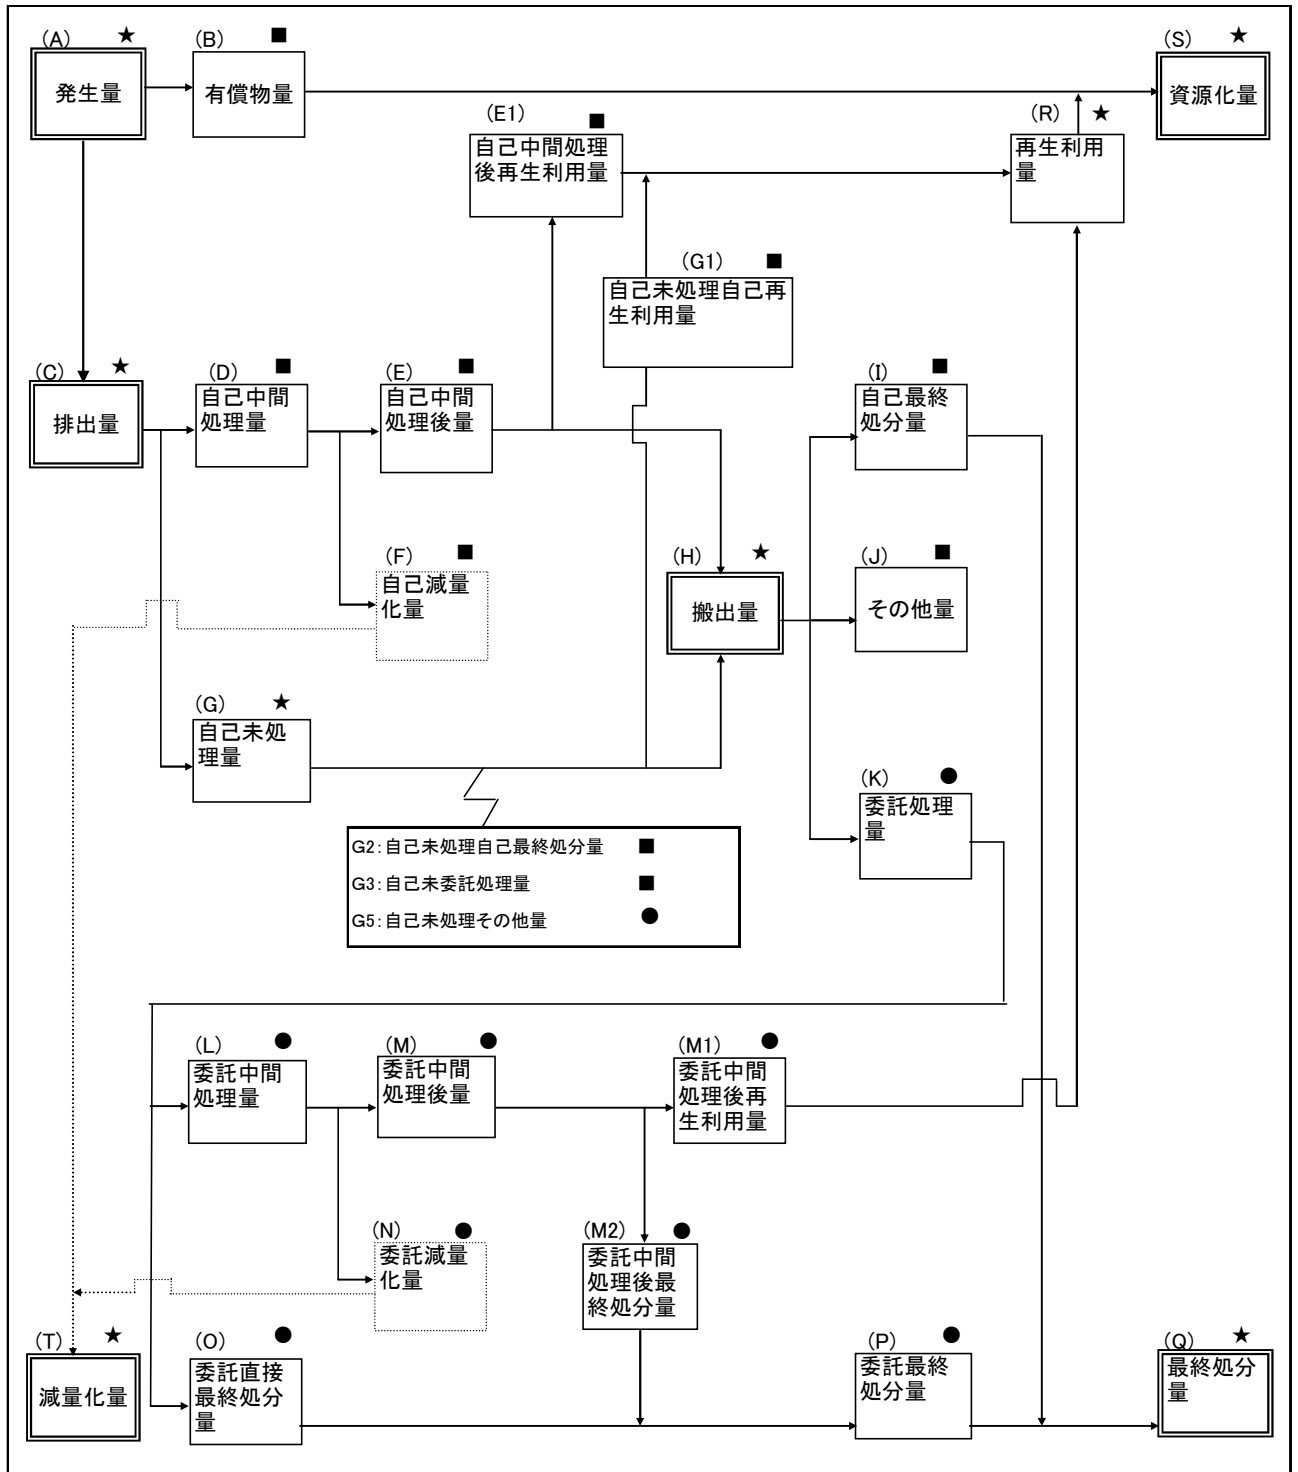 (A) ★
発生量
(B) ■
有償物量
(S) ★
資源化量
(E1) ■
自己中間処理
後再生利用量
(R) ★
再生利用
量
(G1) ■
自己未処理自己再
生利用量
(C) ★
排出量
(D) ■
自己中間
処理量
(E) ■
自己中間
処理後量
(I) ■
自己最終
処分量
(F) ■
自己減量
化量
(H) ★
搬出量
(J) ■
その他量
(G) ★
自己未処
理量
(K) ●
委託処理
量
G2:自己未処理自己最終処分量 ■
G3:自己未委託処理量 ■
G5:自己未処理その他量 ●
(L) ●
委託中間
処理量
(M) ●
委託中間
処理後量
(M1) ●
委託中間
処理後再
生利用量
(N) ●
委託減量
化量
(M2) ●
委託中間
処理後最
終処分量
(T) ★
減量化量
(O) ●
委託直接
最終処分
量
(P) ●
委託最終
処分量
(Q) ★
最終処分
量